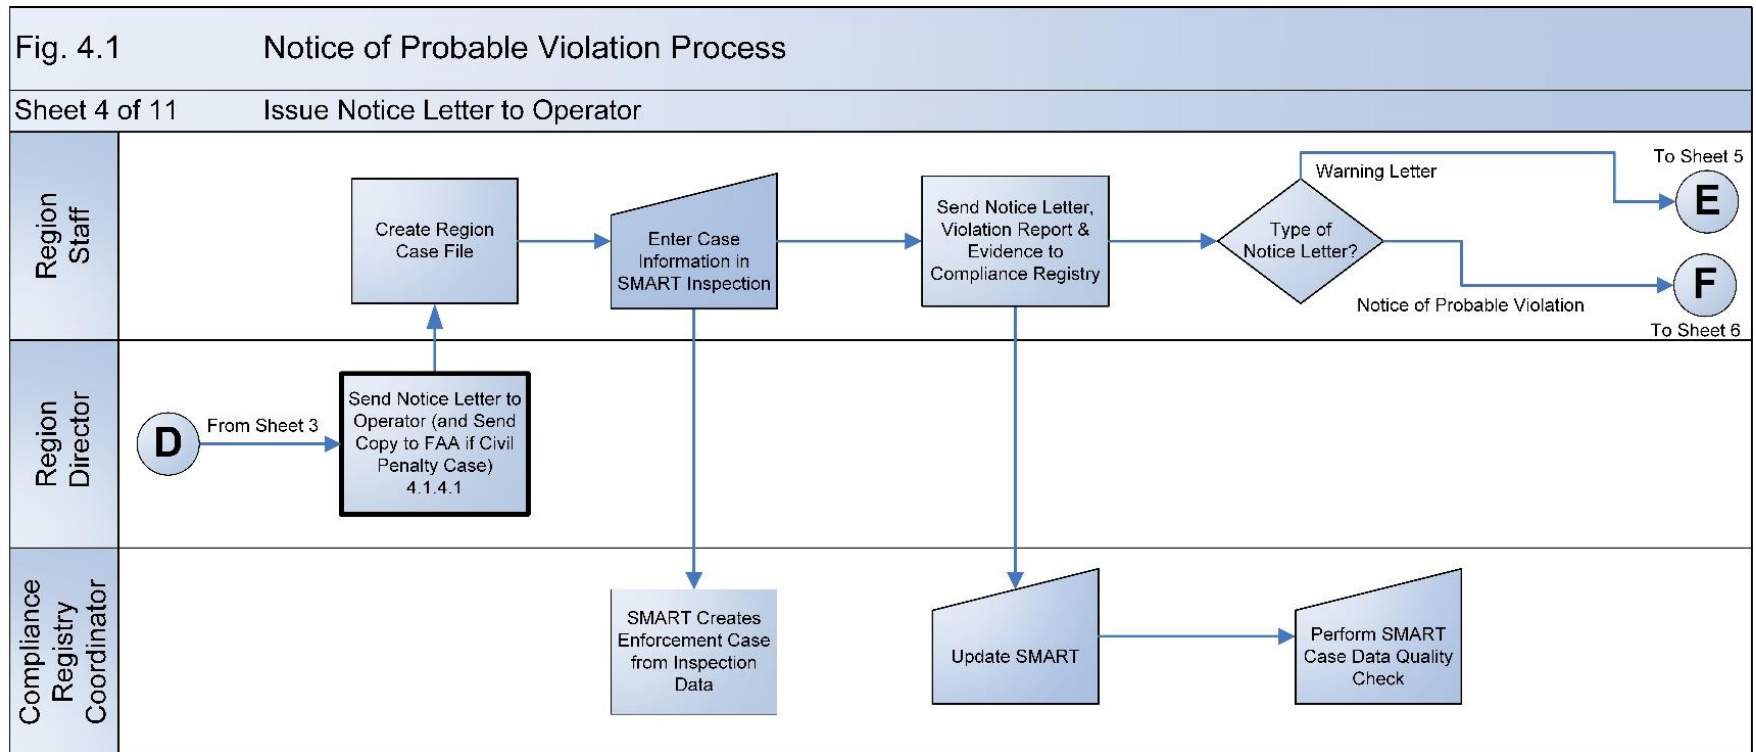 Fig. 4.1 Notice of Probable Violation Process
Sheet 4 of 11 Issue Notice Letter to Operator
Region
Staff
Create Region
Case File
Enter Case
Information in
SMART Inspection
Send Notice Letter,
Violation Report &
Evidence to
Compliance Registry
Type of
Notice Letter?
Warning Letter
To Sheet 5
E
Notice of Probable Violation
F
To Sheet 6
Region
Director
D
From Sheet 3
Send Notice Letter to
Operator (and Send
Copy to FAA if Civil
Penalty Case)
4.1.4.1
Compliance
Registry
Coordinator
SMART Creates
Enforcement Case
from Inspection
Data
Update SMART
Perform SMART
Case Data Quality
Check